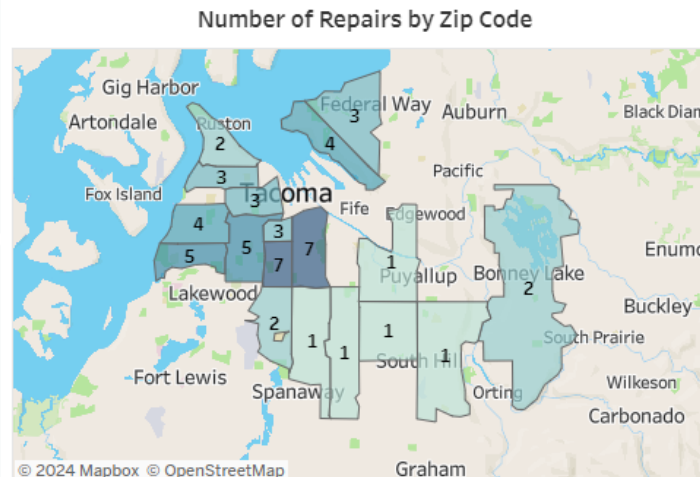 Number of Repairs by Zip Code
Gig Harbor
Federal Way
3
Auburn
Black Dian
Artondale
Ruston
2
4
Pacific
3
Fox Island
Tacoma
3
Fife
Edgewood
4
3
5
7
Enumc
5
7
1
Puyallup
Bonney Lake
Lakewood
2
Buckley
2
1
1
1
1
South Prairie
South Hill
Fort Lewis
Spanaway
Orting
Wilkeson
Carbonado
Graham
© 2024 Mapbox © OpenStreetMap